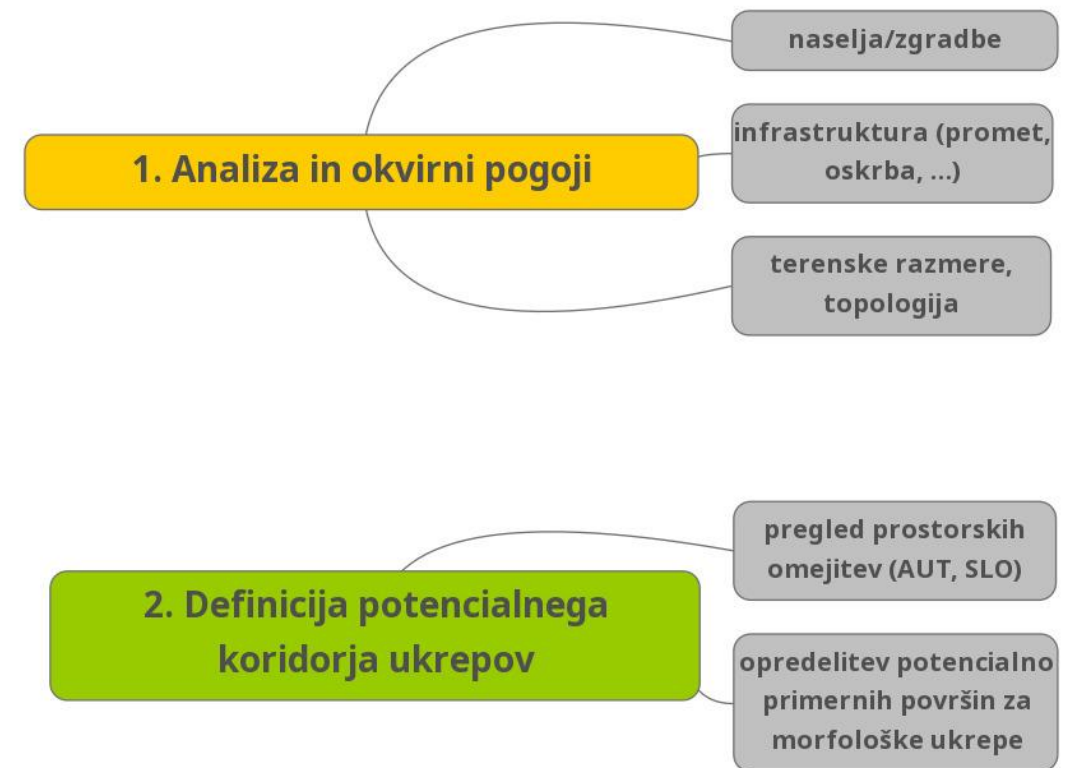 naselja/zgradbe
1. Analiza in okvirni pogoji
infrastruktura (promet,
oskrba, ...)
terenske razmere,
topologija
pregled prostorskih
omejitev (AUT, SLO)
2. Definicija potencialnega
koridorja ukrepov
opredelitev potencialno
primernih površin za
morfološke ukrepe